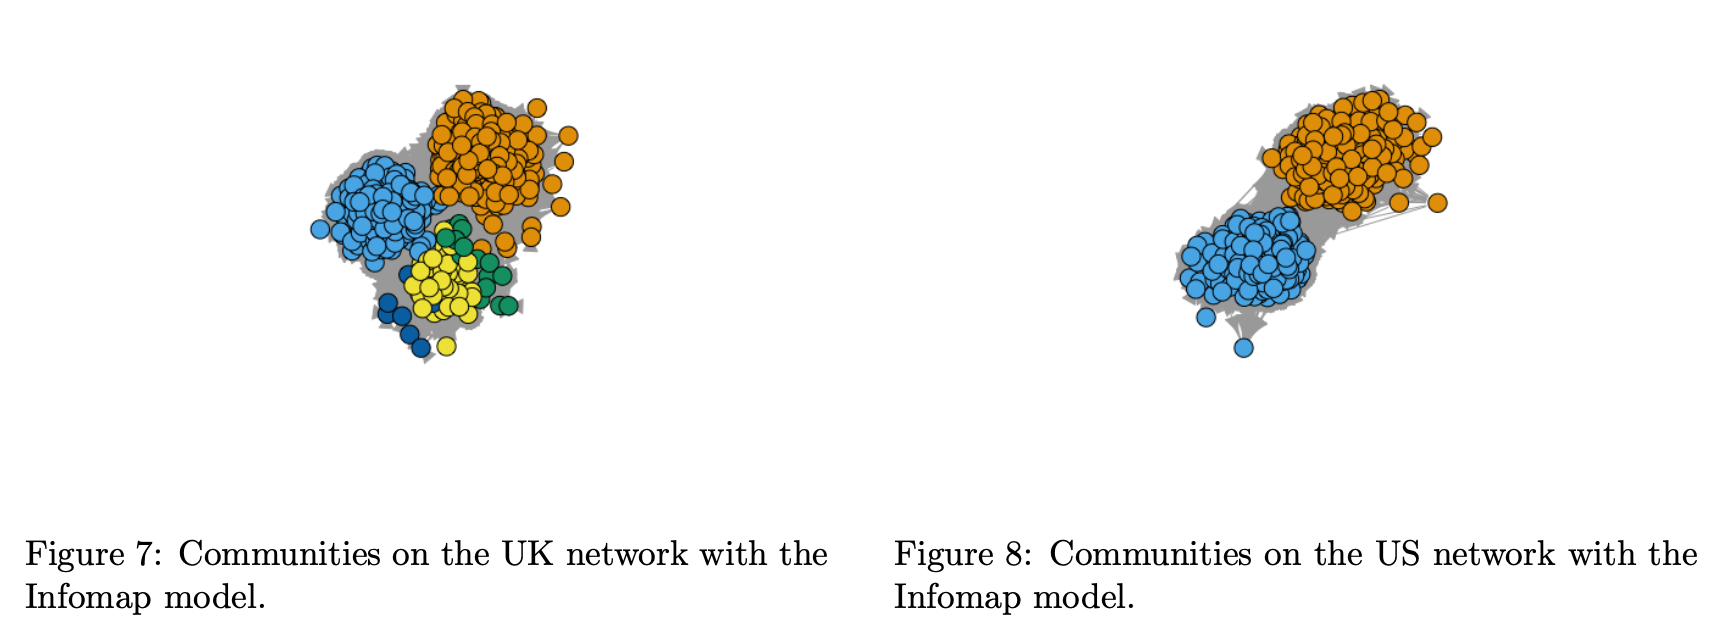 Figure 7: Communities on the UK network with the
Infomap model.
Figure 8: Communities on the US network with the
Infomap model.